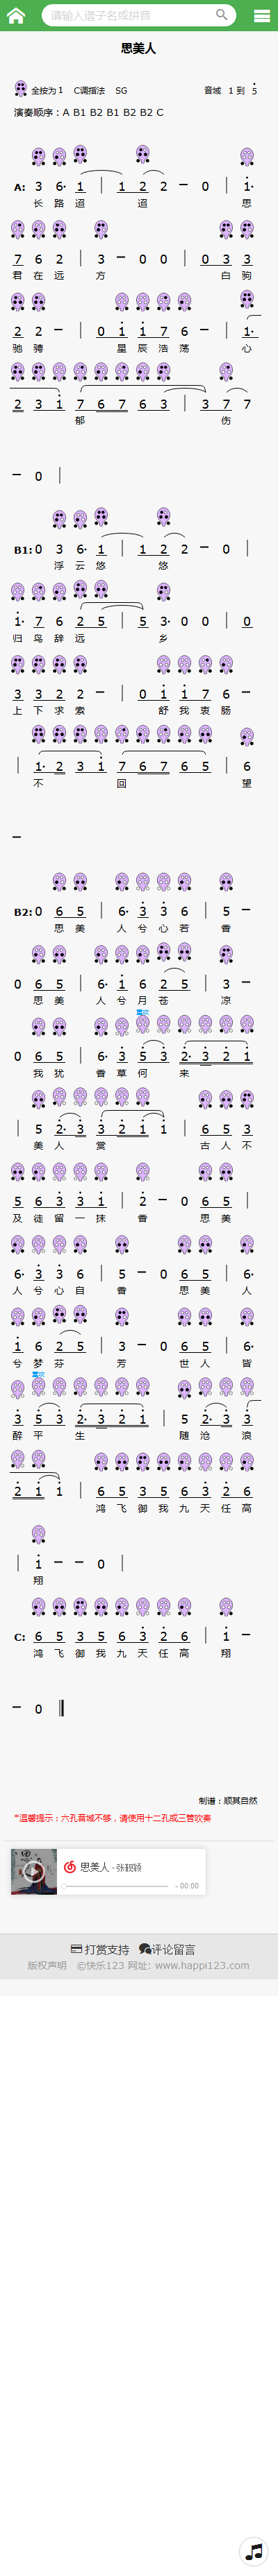 请输入谱子名或拼音
思美人
全按为 1 C调指法 SG 音域 1 到 5
演奏顺序：A B1 B2 B1 B2 B2 C
A: 3 6· 1 | 1 2 2 － 0 | 1·
长 路 迢 迢 思
7 6 2 | 3 － 0 0 | 0 3 3
君 在 远 方 白 驹
2 2 － | 0 1 1 7 6 － | 1·
驰 骋 星 辰 浩 荡 心
2 3 1 7 6 7 6 3 | 3 7 7
郁 伤
－ 0 |
B1: 0 3 6· 1 | 1 2 2 － 0 |
浮 云 悠 悠
1· 7 6 2 5 | 5 3· 0 0 | 0
归 鸟 辞 远 乡
3 3 2 2 － | 0 1 1 7 6 －
上 下 求 索 舒 我 衷 肠
| 1· 2 3 1 7 6 7 6 5 | 6
不 回 望
－
B2: 0 6 5 | 6· 3 3 6 | 5 －
思 美 人 兮 心 若 香
0 6 5 | 6· 1 6 2 5 | 3 －
思 美 人 兮 月 苍 凉
重吹
0 6 5 | 6· 3 5 3 2· 3 2 1
我 犹 香 草 何 来
| 5 2· 3 3 2 1 1 | 6 5 3
美 人 赏 古 人 不
5 6 3 3 1 | 2 － 0 6 5 |
及 徒 留 一 抹 香 思 美
6· 3 3 6 5 － 0 6 5 | 6·
人 兮 心 自 香 思 美 人
1 6 2 5 | 3 － 0 6 5 | 6·
兮 梦 芬 芳 世 人 皆
重吹
3 5 3 2· 3 2 1 | 5 2· 3 3
醉 平 生 随 沧 浪
2 1 1 | 6 5 3 5 6 3 2 6
鸿 飞 御 我 九 天 任 高
| 1 － － 0 |
翔
C: 6 5 3 5 6 3 2 6 | 1 －
鸿 飞 御 我 九 天 任 高 翔
－ 0
制谱：顺其自然
*温馨提示：六孔音域不够，请使用十二孔或三管吹奏
思美人 - 张靓颖
- 00:00
打赏支持 评论留言
版权声明 ©快乐123 网址: www.happi123.com